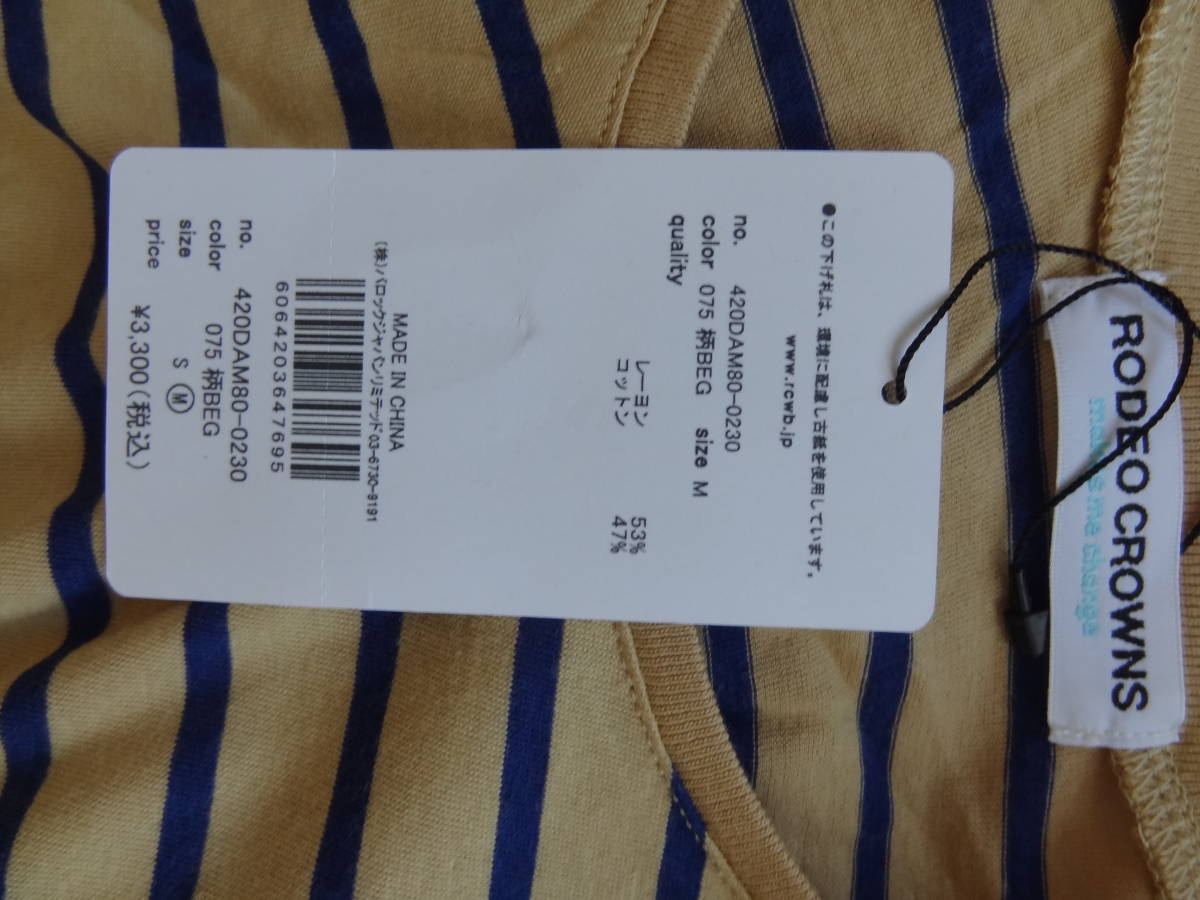 RODEO CROWNS
makes me change
●この下げ札は、環境に配慮し古紙を使用しています。
www.rcwb.jp
no. 420DAM80-0230
color 075 柄BEG size M
quality
レーヨン 53%
コットン 47%
MADE IN CHINA
(株)バロックジャパンリミテッド03-6730-9191
6064203647695
no. 420DAM80-0230
color 075 柄BEG
size S M
price ¥3,300(税込)